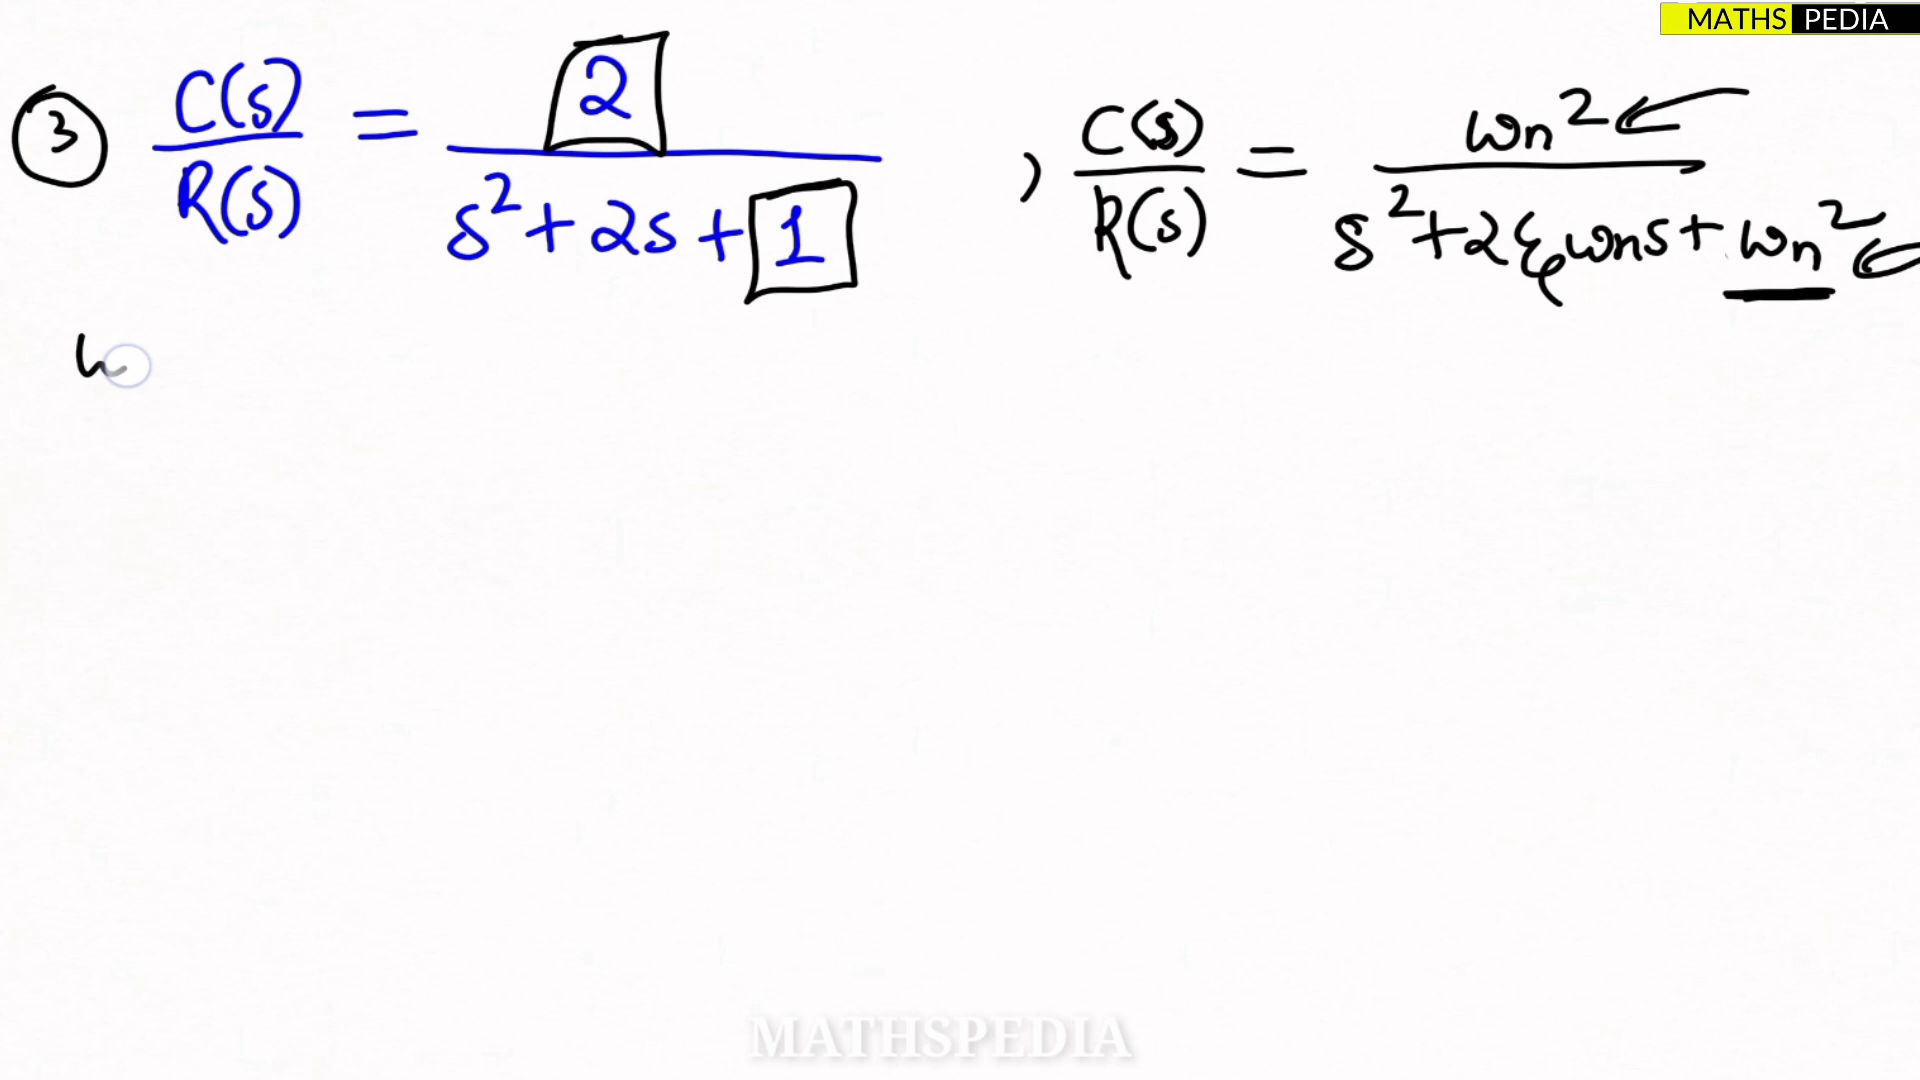 MATHS PEDIA
③ C(s)/R(s) = 2/(s²+2s+1) , C(s)/R(s) = ωn²/(s²+2ξωns+ωn²)
ω
MATHSPEDIA